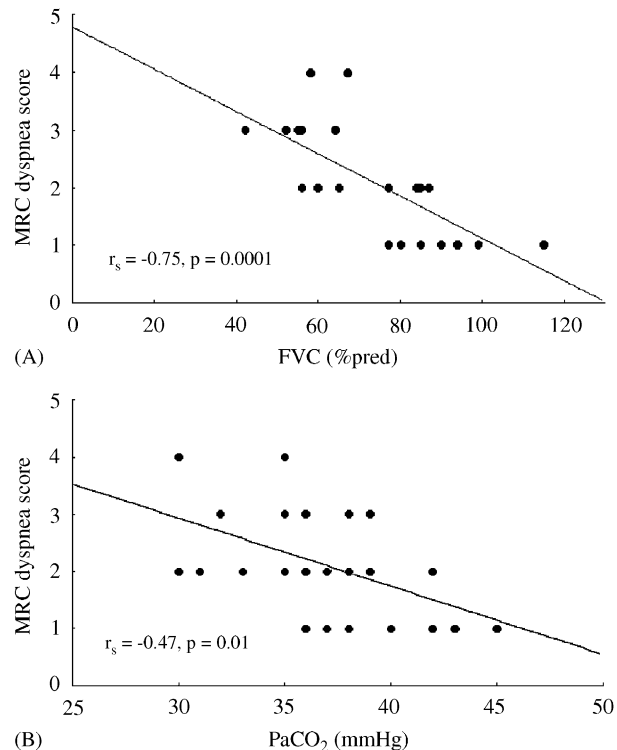 5
4
3
2
1
0
MRC dyspnea score
r_s = -0.75, p = 0.0001
0 20 40 60 80 100 120
(A) FVC (%pred)
5
4
3
2
1
0
MRC dyspnea score
r_s = -0.47, p = 0.01
25 30 35 40 45 50
(B) PaCO₂ (mmHg)